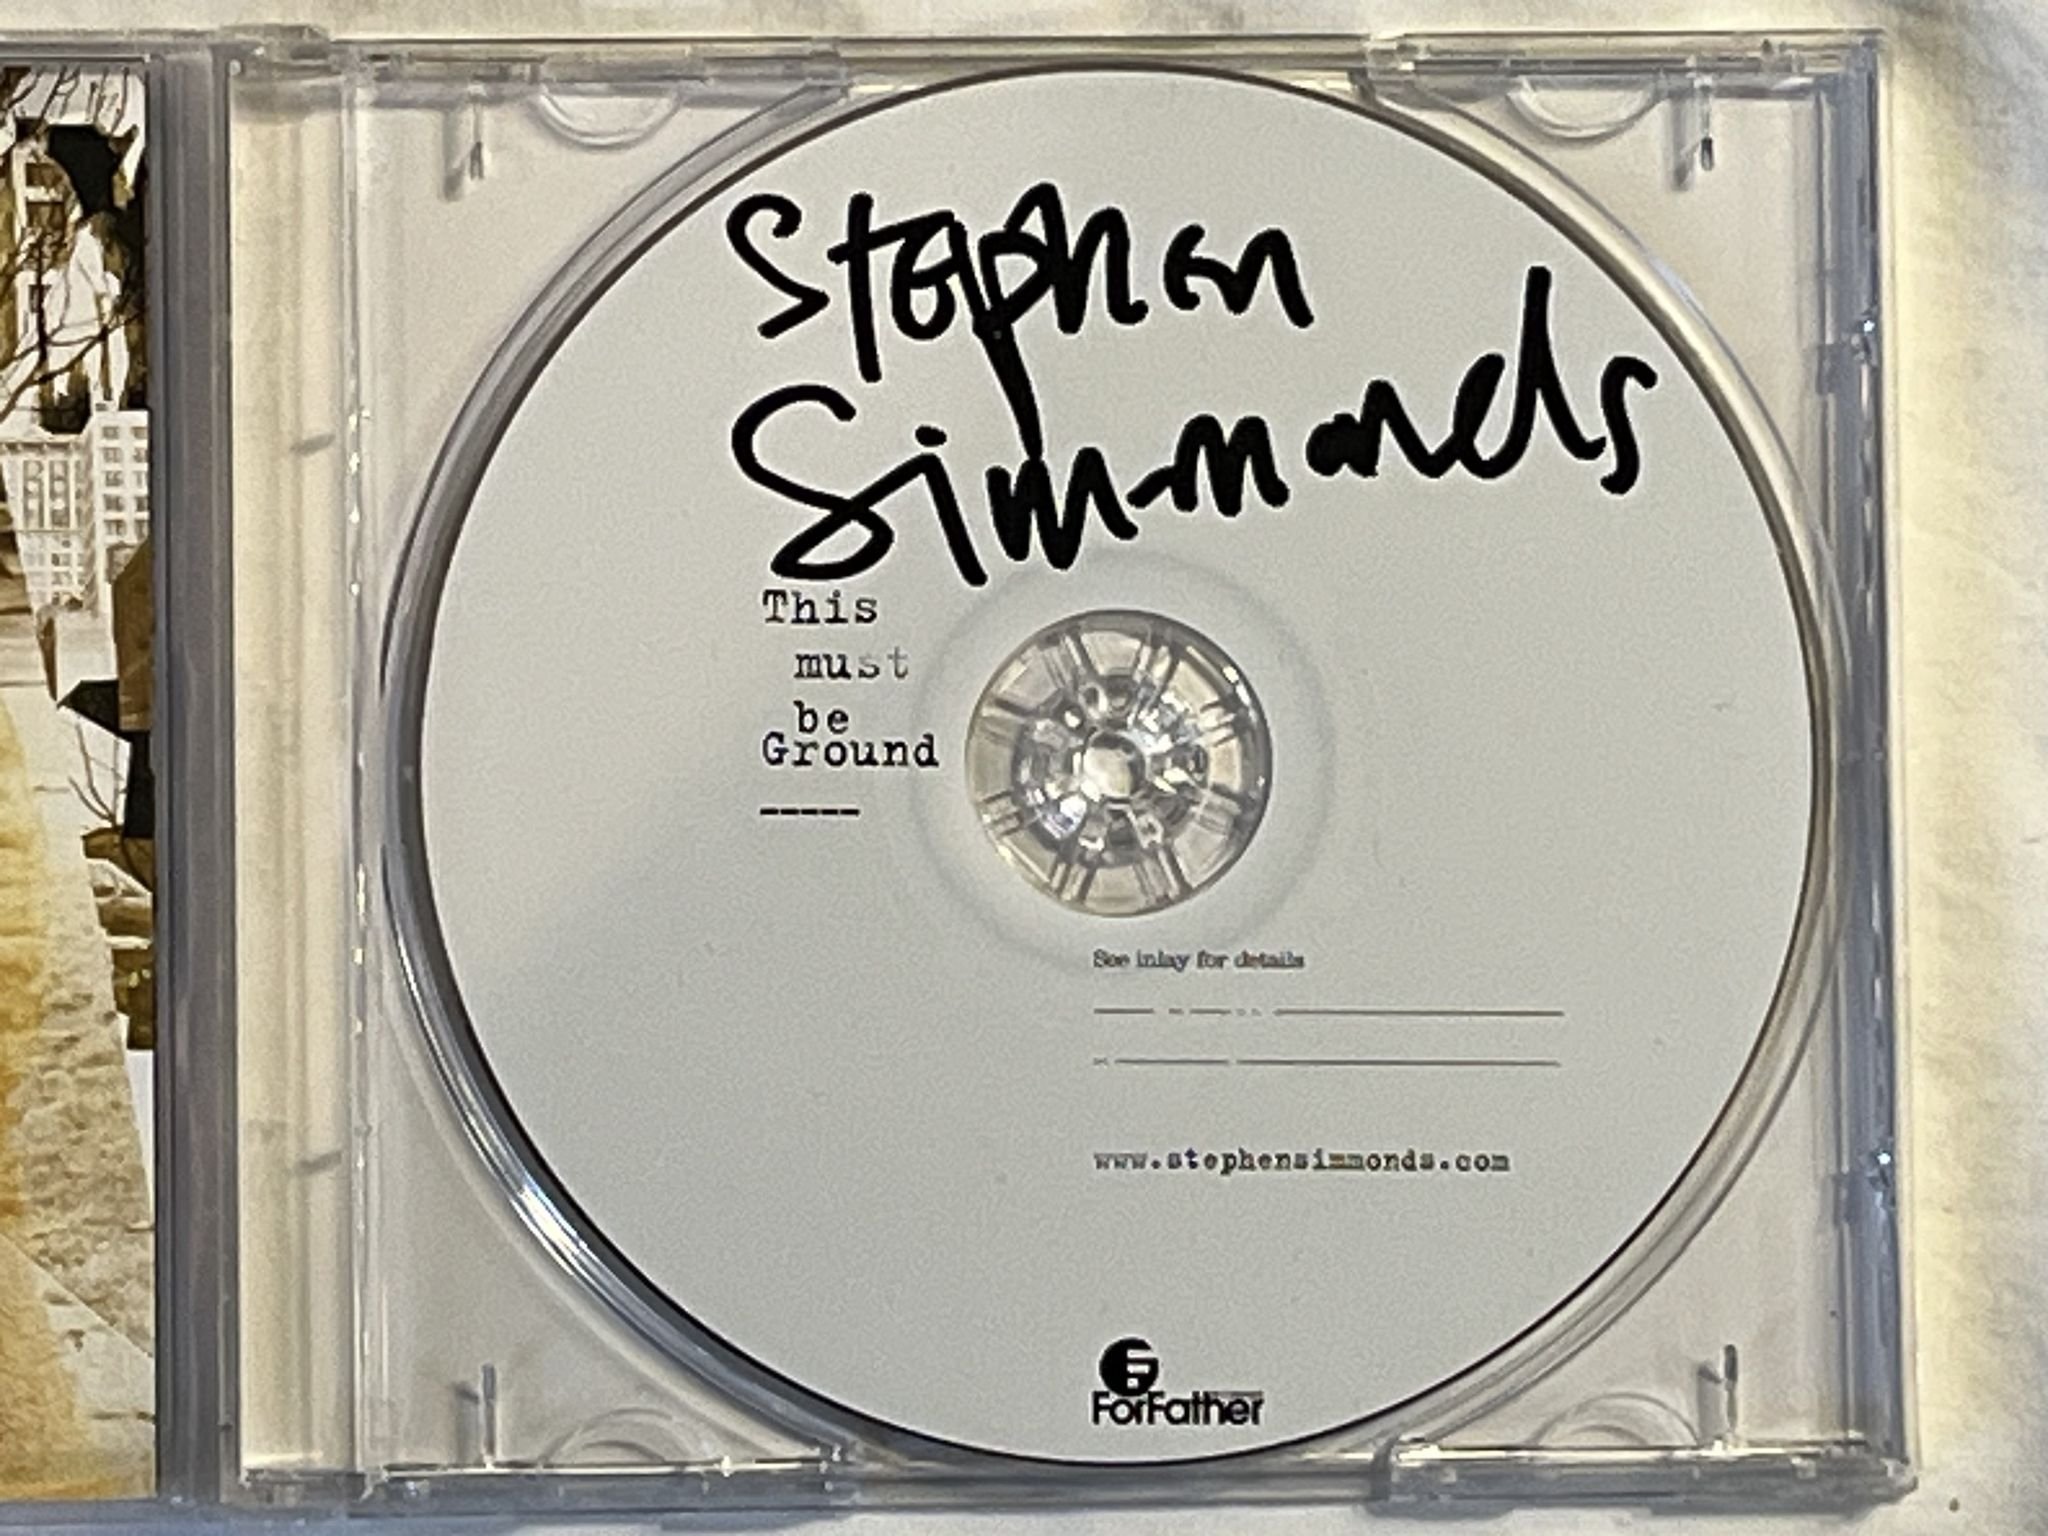 Stephen
Simmonds
This
must
be
Ground
-----
See inlay for details
www.stephensimmonds.com
ForFather